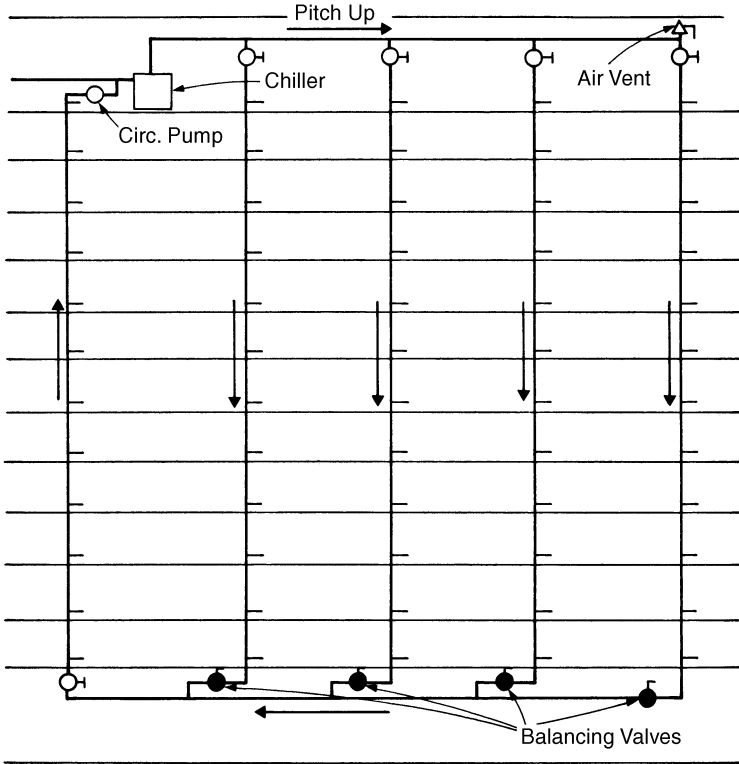 Pitch Up
Air Vent
Chiller
Circ. Pump
Balancing Valves